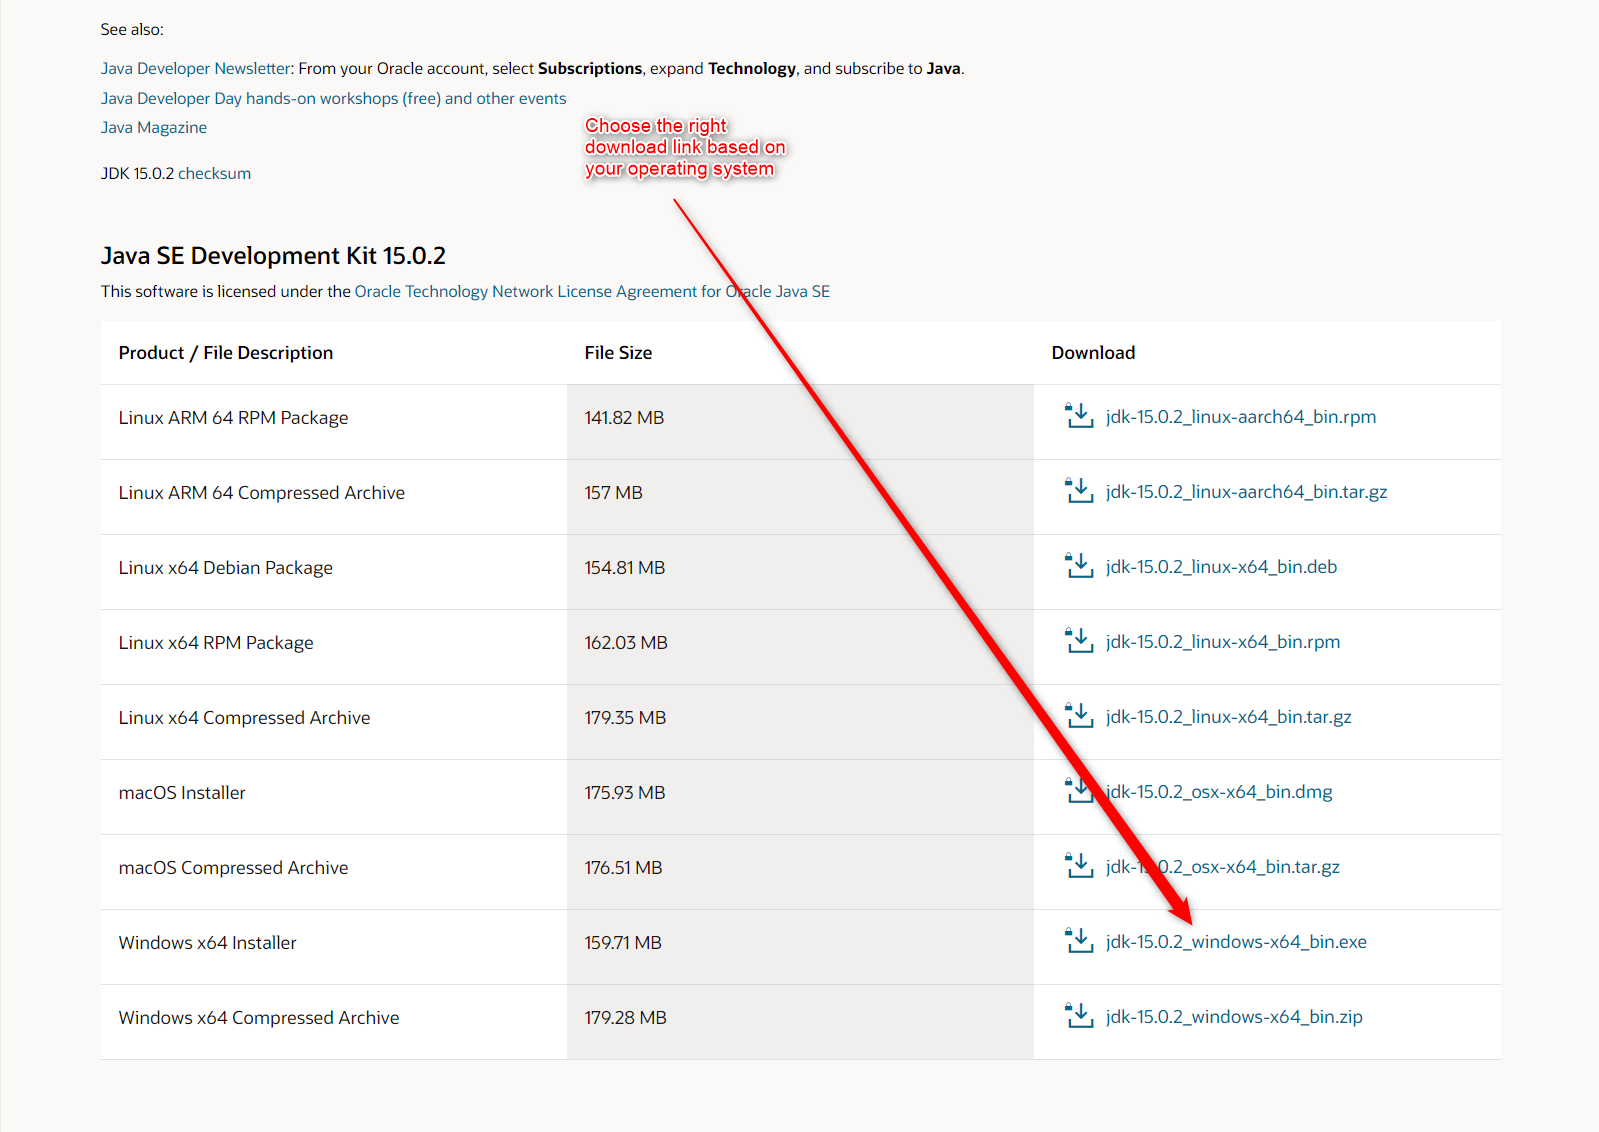 See also:
Java Developer Newsletter: From your Oracle account, select Subscriptions, expand Technology, and subscribe to Java.
Java Developer Day hands-on workshops (free) and other events
Java Magazine
Choose the right
download link based on
your operating system
JDK 15.0.2 checksum
Java SE Development Kit 15.0.2
This software is licensed under the Oracle Technology Network License Agreement for Oracle Java SE
Product / File Description File Size Download
Linux ARM 64 RPM Package 141.82 MB jdk-15.0.2_linux-aarch64_bin.rpm
Linux ARM 64 Compressed Archive 157 MB jdk-15.0.2_linux-aarch64_bin.tar.gz
Linux x64 Debian Package 154.81 MB jdk-15.0.2_linux-x64_bin.deb
Linux x64 RPM Package 162.03 MB jdk-15.0.2_linux-x64_bin.rpm
Linux x64 Compressed Archive 179.35 MB jdk-15.0.2_linux-x64_bin.tar.gz
macOS Installer 175.93 MB jdk-15.0.2_osx-x64_bin.dmg
macOS Compressed Archive 176.51 MB jdk-15.0.2_osx-x64_bin.tar.gz
Windows x64 Installer 159.71 MB jdk-15.0.2_windows-x64_bin.exe
Windows x64 Compressed Archive 179.28 MB jdk-15.0.2_windows-x64_bin.zip